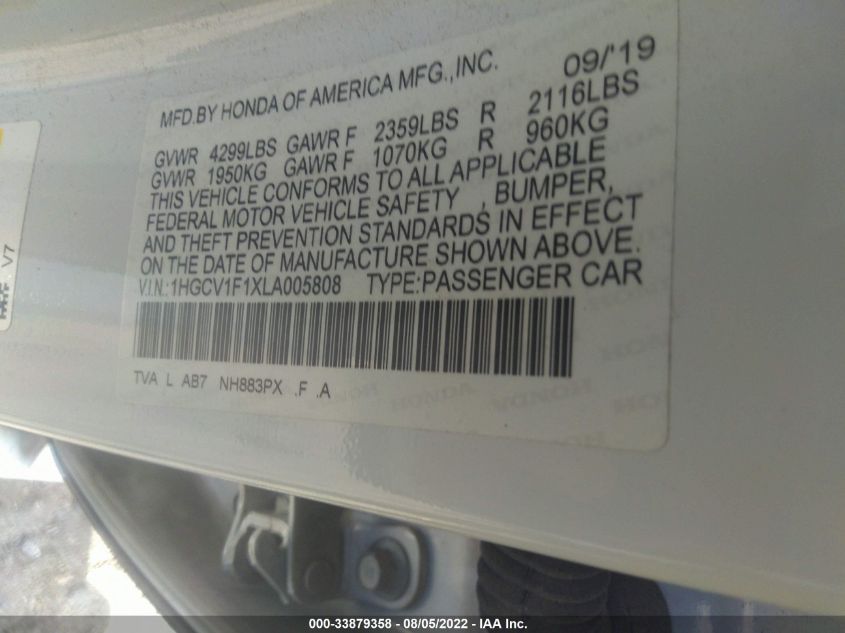 MFD.BY HONDA OF AMERICA MFG.,INC. 09/'19
GVWR 4299LBS GAWR F 2359LBS R 2116LBS
GVWR 1950KG GAWR F 1070KG R 960KG
THIS VEHICLE CONFORMS TO ALL APPLICABLE
FEDERAL MOTOR VEHICLE SAFETY , BUMPER,
AND THEFT PREVENTION STANDARDS IN EFFECT
ON THE DATE OF MANUFACTURE SHOWN ABOVE.
V.I.N.:1HGCV1F1XLA005808 TYPE:PASSENGER CAR
TVA L AB7 NH883PX .F .A
V7
000-33879358 - 08/05/2022 - IAA Inc.